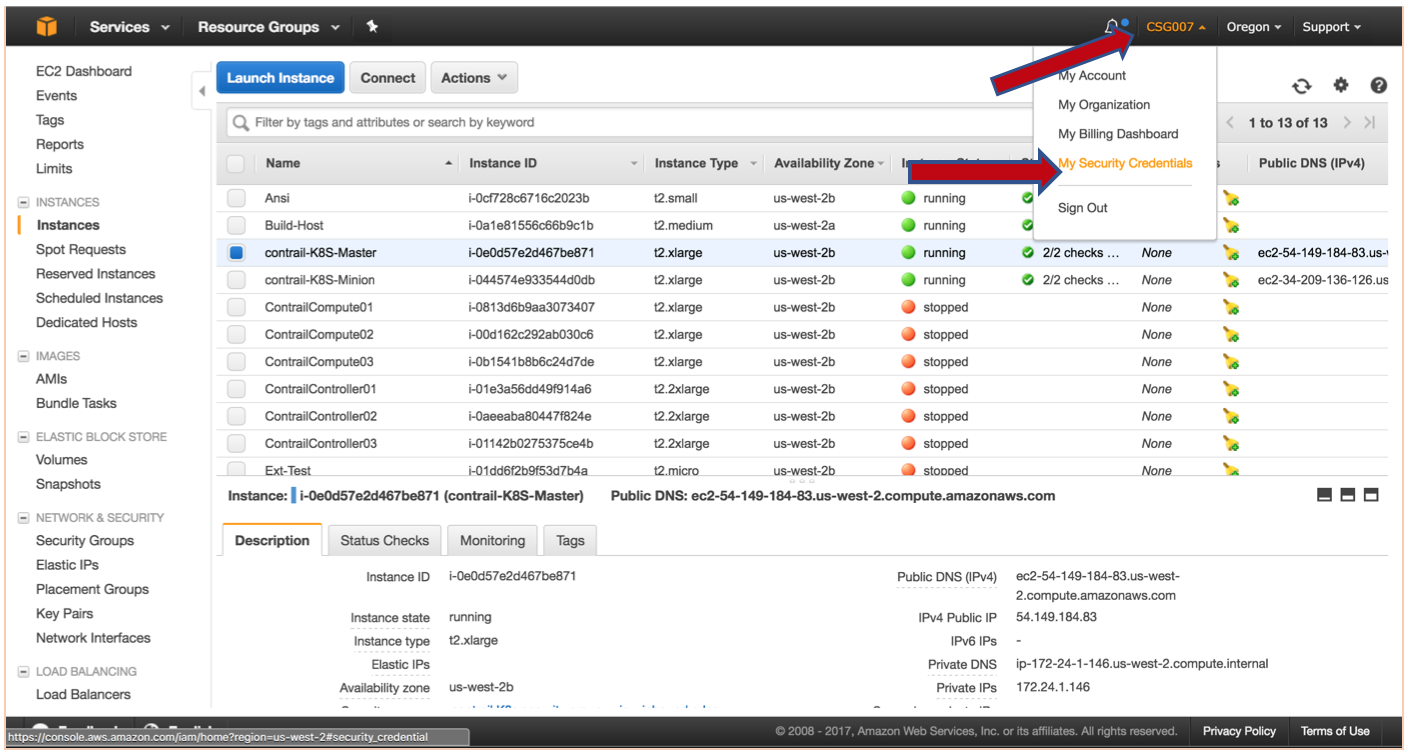 Services Resource Groups CSG007 Oregon Support
EC2 Dashboard
Events
Tags
Reports
Limits
INSTANCES
Instances
Spot Requests
Reserved Instances
Scheduled Instances
Dedicated Hosts
IMAGES
AMIs
Bundle Tasks
ELASTIC BLOCK STORE
Volumes
Snapshots
NETWORK & SECURITY
Security Groups
Elastic IPs
Placement Groups
Key Pairs
Network Interfaces
LOAD BALANCING
Load Balancers
Launch Instance Connect Actions
My Account
My Organization
My Billing Dashboard
My Security Credentials
Sign Out
Filter by tags and attributes or search by keyword 1 to 13 of 13
Name Instance ID Instance Type Availability Zone Public DNS (IPv4)
Ansi i-0cf728c6716c2023b t2.small us-west-2b running
Build-Host i-0a1e81556c66b9c1b t2.medium us-west-2a running
contrail-K8S-Master i-0e0d57e2d467be871 t2.xlarge us-west-2b running 2/2 checks ... None ec2-54-149-184-83.us-
contrail-K8S-Minion i-044574e933544d0db t2.xlarge us-west-2b running 2/2 checks ... None ec2-34-209-136-126.us
ContrailCompute01 i-0813d6b9aa3073407 t2.xlarge us-west-2b stopped None
ContrailCompute02 i-00d162c292ab030c6 t2.xlarge us-west-2b stopped None
ContrailCompute03 i-0b1541b8b6c24d7de t2.xlarge us-west-2b stopped None
ContrailController01 i-01e3a56dd49f914a6 t2.2xlarge us-west-2b stopped None
ContrailController02 i-0aeeaba80447f824e t2.2xlarge us-west-2b stopped None
ContrailController03 i-01142b0275375ce4b t2.2xlarge us-west-2b stopped None
Ext-Test i-01dd6f2b9f53d7b4a t2.micro us-west-2b stopped None
Instance: i-0e0d57e2d467be871 (contrail-K8S-Master) Public DNS: ec2-54-149-184-83.us-west-2.compute.amazonaws.com
Description Status Checks Monitoring Tags
Instance ID i-0e0d57e2d467be871
Instance state running
Instance type t2.xlarge
Elastic IPs
Availability zone us-west-2b
Public DNS (IPv4) ec2-54-149-184-83.us-west-
2.compute.amazonaws.com
IPv4 Public IP 54.149.184.83
IPv6 IPs -
Private DNS ip-172-24-1-146.us-west-2.compute.internal
Private IPs 172.24.1.146
https://console.aws.amazon.com/iam/home?region=us-west-2#security_credential
© 2008 - 2017, Amazon Web Services, Inc. or its affiliates. All rights reserved. Privacy Policy Terms of Use